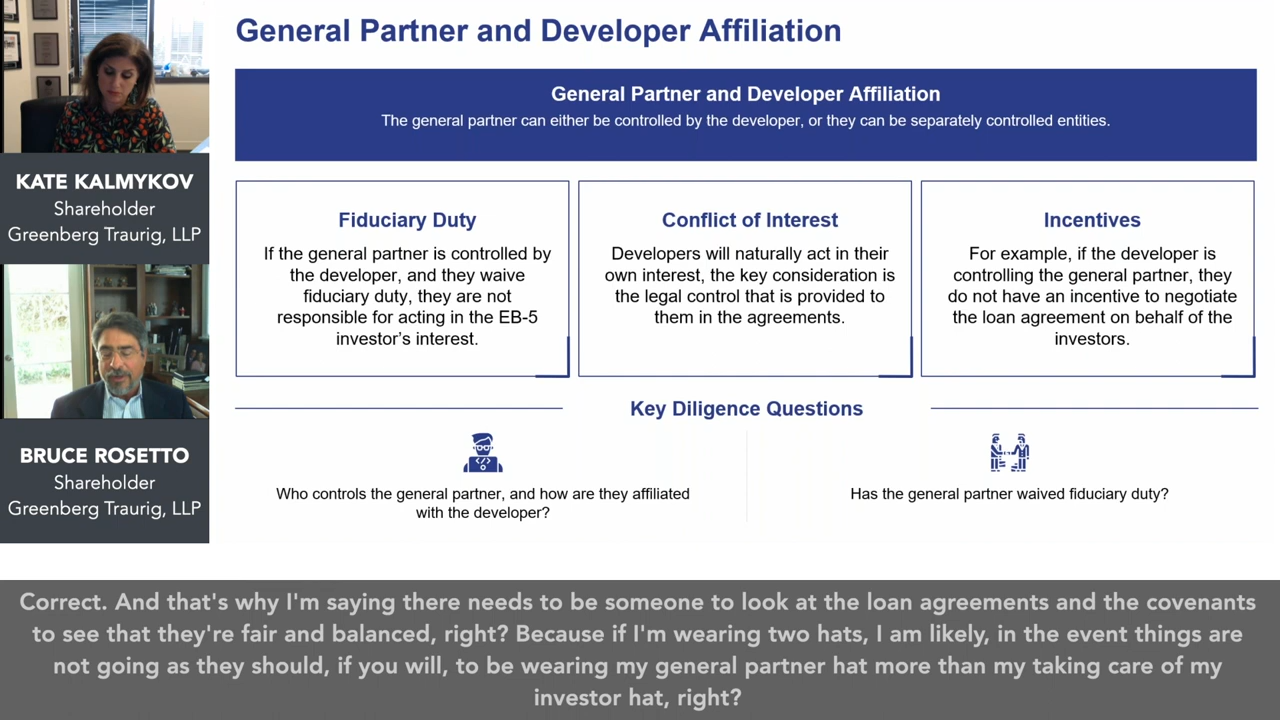 General Partner and Developer Affiliation
General Partner and Developer Affiliation
The general partner can either be controlled by the developer, or they can be separately controlled entities.
KATE KALMYKOV
Shareholder
Greenberg Traurig, LLP
BRUCE ROSETTO
Shareholder
Greenberg Traurig, LLP
Fiduciary Duty
If the general partner is controlled by
the developer, and they waive
fiduciary duty, they are not
responsible for acting in the EB-5
investor's interest.
Conflict of Interest
Developers will naturally act in their
own interest, the key consideration is
the legal control that is provided to
them in the agreements.
Incentives
For example, if the developer is
controlling the general partner, they
do not have an incentive to negotiate
the loan agreement on behalf of the
investors.
Key Diligence Questions
Who controls the general partner, and how are they affiliated
with the developer?
Has the general partner waived fiduciary duty?
Correct. And that's why I'm saying there needs to be someone to look at the loan agreements and the covenants
to see that they're fair and balanced, right? Because if I'm wearing two hats, I am likely, in the event things are
not going as they should, if you will, to be wearing my general partner hat more than my taking care of my
investor hat, right?